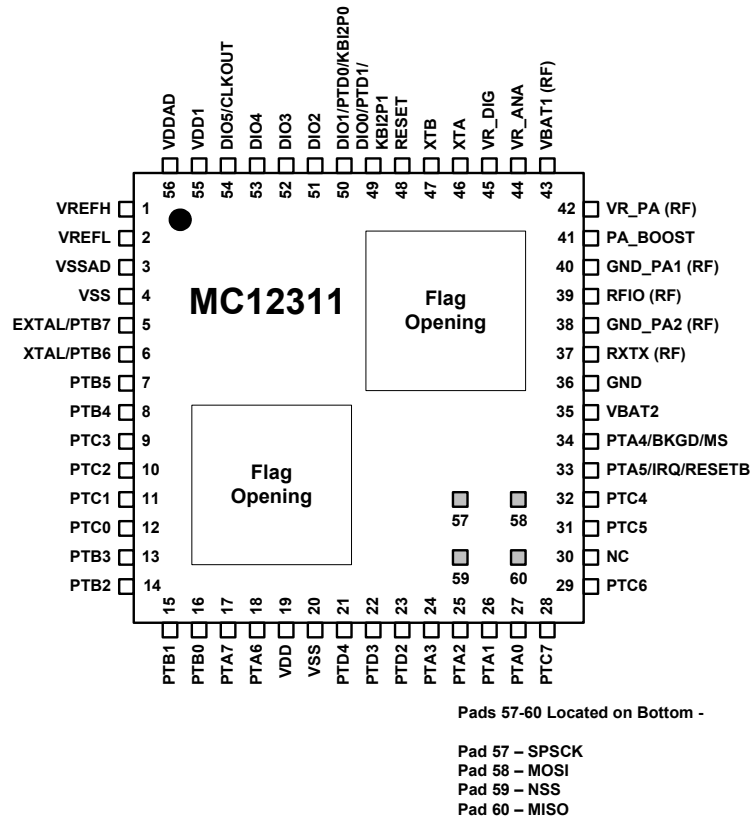 VDDAD
VDD1
DIO5/CLKOUT
DIO4
DIO3
DIO2
DIO1/PTD0/KBI2P0
DIO0/PTD1/
KBI2P1
RESET
XTB
XTA
VR_DIG
VR_ANA
VBAT1 (RF)
56 55 54 53 52 51 50 49 48 47 46 45 44 43
VREFH 1
VREFL 2
VSSAD 3
VSS 4
EXTAL/PTB7 5
XTAL/PTB6 6
PTB5 7
PTB4 8
PTC3 9
PTC2 10
PTC1 11
PTC0 12
PTB3 13
PTB2 14
MC12311
Flag
Opening
Flag
Opening
42 VR_PA (RF)
41 PA_BOOST
40 GND_PA1 (RF)
39 RFIO (RF)
38 GND_PA2 (RF)
37 RXTX (RF)
36 GND
35 VBAT2
34 PTA4/BKGD/MS
33 PTA5/IRQ/RESETB
32 PTC4
31 PTC5
30 NC
29 PTC6
57 58
59 60
15 16 17 18 19 20 21 22 23 24 25 26 27 28
PTB1
PTB0
PTA7
PTA6
VDD
VSS
PTD4
PTD3
PTD2
PTA3
PTA2
PTA1
PTA0
PTC7
Pads 57-60 Located on Bottom -
Pad 57 – SPSCK
Pad 58 – MOSI
Pad 59 – NSS
Pad 60 – MISO